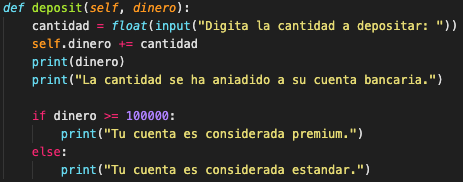 def deposit(self, dinero):
    cantidad = float(input("Digita la cantidad a depositar: "))
    self.dinero += cantidad
    print(dinero)
    print("La cantidad se ha aniadido a su cuenta bancaria.")

    if dinero >= 100000:
        print("Tu cuenta es considerada premium.")
    else:
        print("Tu cuenta es considerada estandar.")